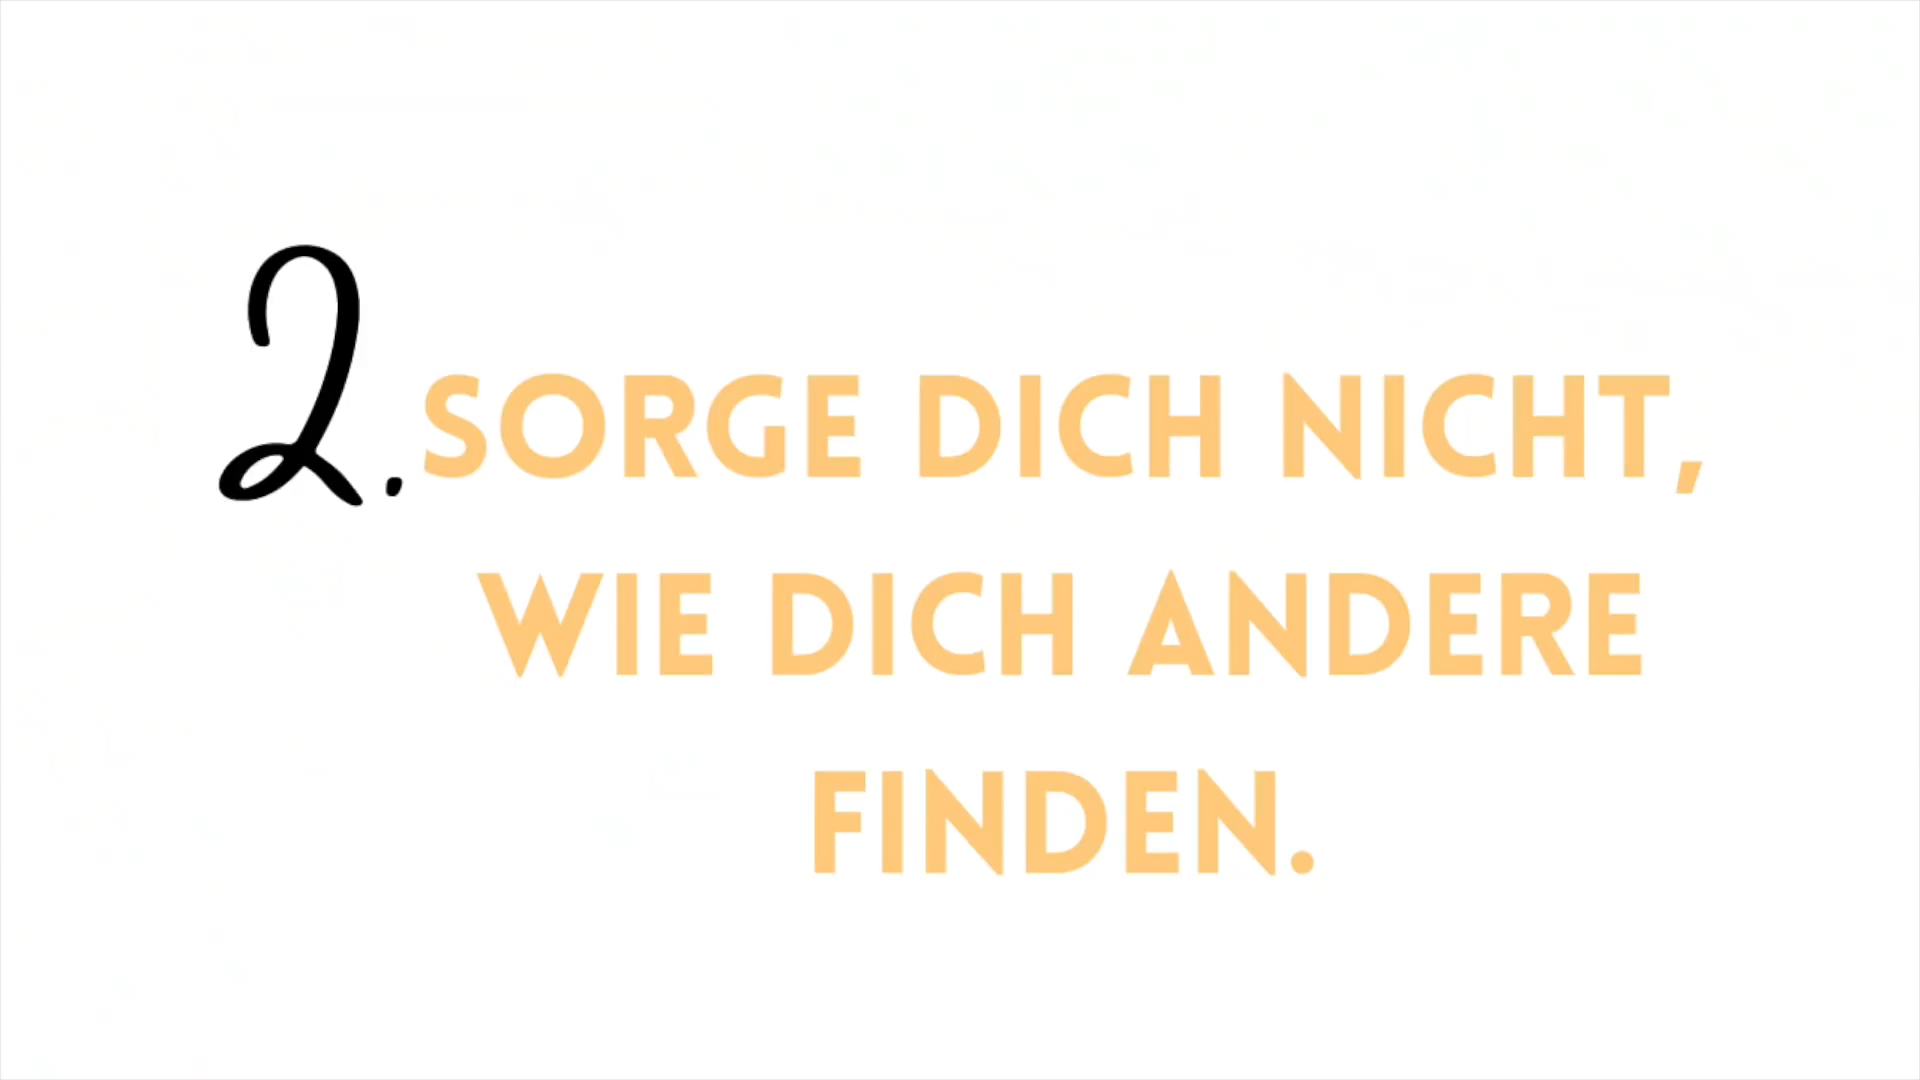 2. SORGE DICH NICHT,
WIE DICH ANDERE
FINDEN.